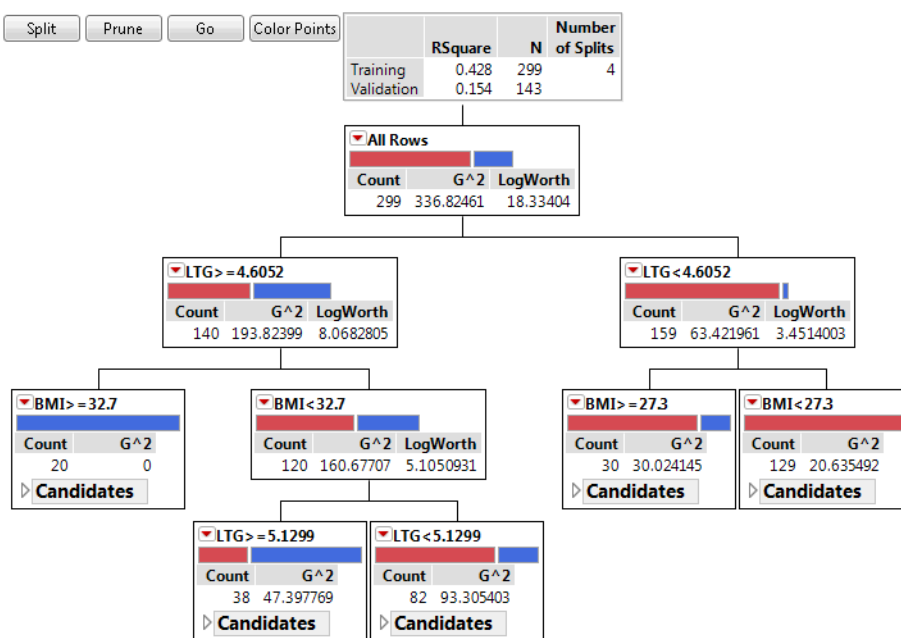 Split Prune Go Color Points
RSquare N Number of Splits
Training 0.428 299 4
Validation 0.154 143
All Rows
Count G^2 LogWorth
299 336.82461 18.33404
LTG>=4.6052
Count G^2 LogWorth
140 193.82399 8.0682805
LTG<4.6052
Count G^2 LogWorth
159 63.421961 3.4514003
BMI>=32.7
Count G^2
20 0
Candidates
BMI<32.7
Count G^2 LogWorth
120 160.67707 5.1050931
BMI>=27.3
Count G^2
30 30.024145
Candidates
BMI<27.3
Count G^2
129 20.635492
Candidates
LTG>=5.1299
Count G^2
38 47.397769
Candidates
LTG<5.1299
Count G^2
82 93.305403
Candidates